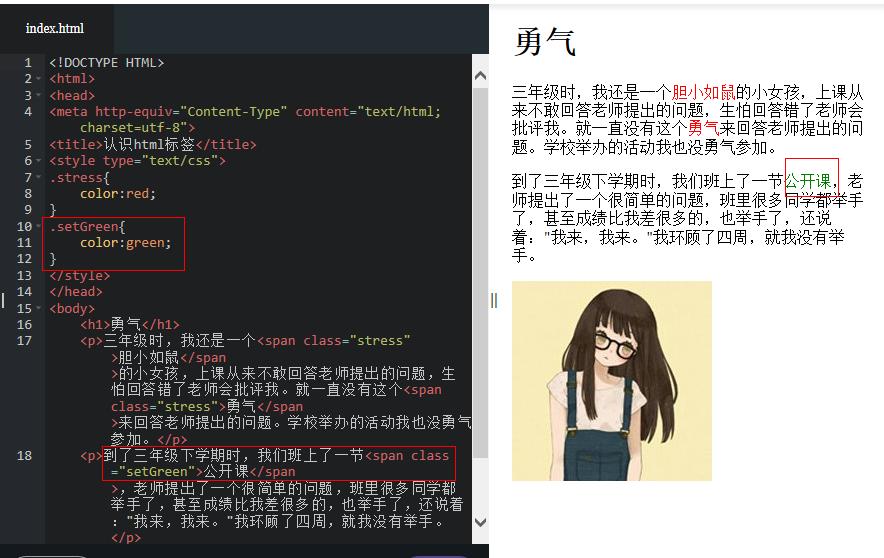 index.html
1 <!DOCTYPE HTML>
2 <html>
3 <head>
4 <meta http-equiv="Content-Type" content="text/html;
charset=utf-8">
5 <title>认识html标签</title>
6 <style type="text/css">
7 .stress{
8 color:red;
9 }
10 .setGreen{
11 color:green;
12 }
13 </style>
14 </head>
15 <body>
16 <h1>勇气</h1>
17 <p>三年级时，我还是一个<span class="stress"
>胆小如鼠</span
>的小女孩，上课从来不敢回答老师提出的问题，生
怕回答错了老师会批评我。就一直没有这个<span
class="stress">勇气</span
>来回答老师提出的问题。学校举办的活动我也没勇气
参加。</p>
18 <p>到了三年级下学期时，我们班上了一节<span class
="setGreen">公开课</span
>，老师提出了一个很简单的问题，班里很多同学都
举手了，甚至成绩比我差很多的，也举手了，还说着
："我来，我来。"我环顾了四周，就我没有举手。
</p>
勇气
三年级时，我还是一个胆小如鼠的小女孩，上课从
来不敢回答老师提出的问题，生怕回答错了老师会
批评我。就一直没有这个勇气来回答老师提出的问
题。学校举办的活动我也没勇气参加。
到了三年级下学期时，我们班上了一节公开课，老
师提出了一个很简单的问题，班里很多同学都举手
了，甚至成绩比我差很多的，也举手了，还说
着："我来，我来。"我环顾了四周，就我没有举
手。